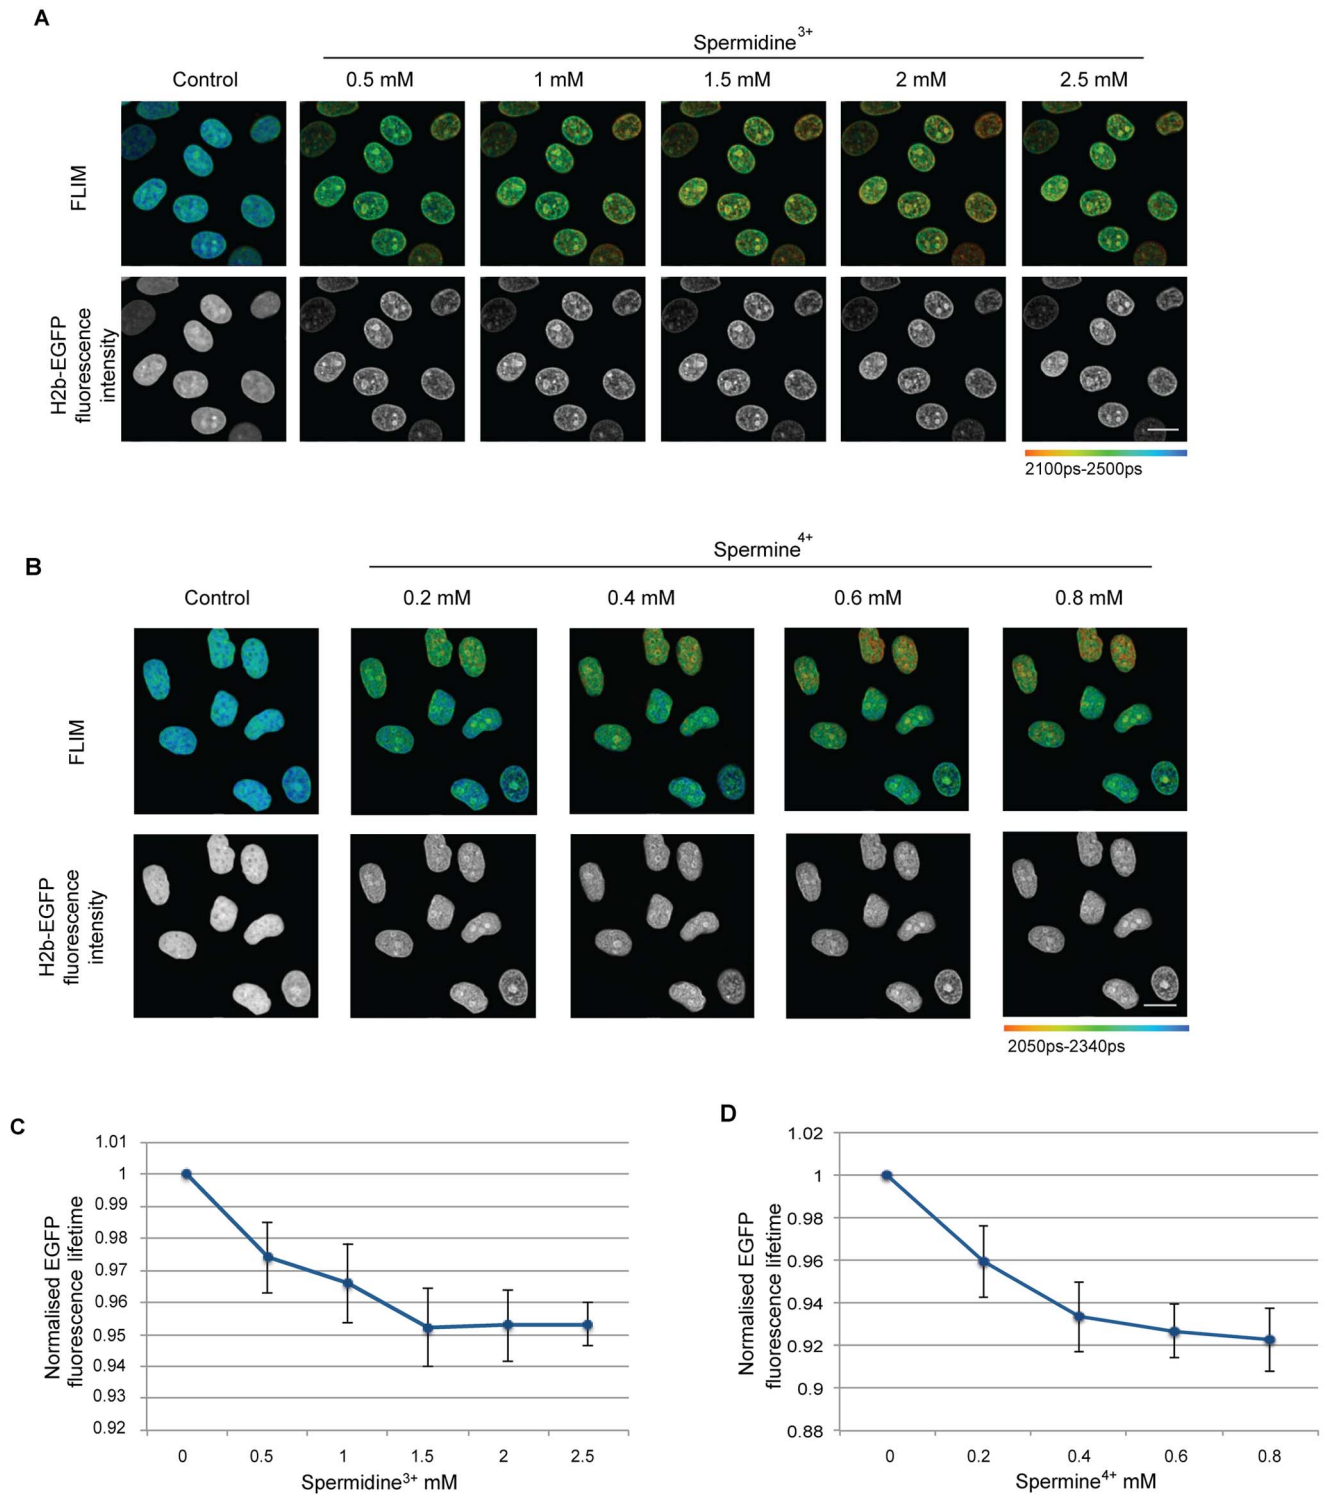 A
Spermidine3+
Control 0.5 mM 1 mM 1.5 mM 2 mM 2.5 mM
FLIM
H2b-EGFP
fluorescence
intensity
2100ps-2500ps
B
Spermine4+
Control 0.2 mM 0.4 mM 0.6 mM 0.8 mM
FLIM
H2b-EGFP
fluorescence
intensity
2050ps-2340ps
C
Normalised EGFP
fluorescence lifetime
1.01
1
0.99
0.98
0.97
0.96
0.95
0.94
0.93
0.92
0 0.5 1 1.5 2 2.5
Spermidine3+ mM
D
Normalised EGFP
fluorescence lifetime
1.02
1
0.98
0.96
0.94
0.92
0.9
0.88
0 0.2 0.4 0.6 0.8
Spermine4+ mM